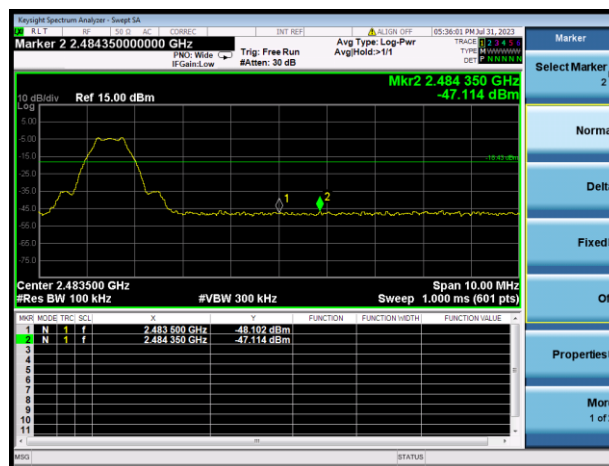 Keysight Spectrum Analyzer - Swept SA
RL T RF 50 Ω AC CORREC INT REF ALIGN OFF 05:36:01 PM Jul 31, 2023
Marker 2 2.484350000000 GHz
PNO: Wide
IFGain:Low
Trig: Free Run
#Atten: 30 dB
Avg Type: Log-Pwr
Avg|Hold:>1/1
TRACE 1 2 3 4 5 6
TYPE M WWWWW
DET P N N N N N
Mkr2 2.484 350 GHz
-47.114 dBm
10 dB/div Ref 15.00 dBm
Log
5.00
-5.00
-15.0
-18.43 dBm
-25.0
-35.0
-45.0
1
2
-55.0
-65.0
-75.0
Center 2.483500 GHz Span 10.00 MHz
#Res BW 100 kHz #VBW 300 kHz Sweep 1.000 ms (601 pts)
MKR MODE TRC SCL X Y FUNCTION FUNCTION WIDTH FUNCTION VALUE
1 N 1 f 2.483 500 GHz -48.102 dBm
2 N 1 f 2.484 350 GHz -47.114 dBm
3
4
5
6
7
8
9
10
11
MSG STATUS
Marker
Select Marker
2
Norma
Delt
Fixed
Of
Properties
More
1 of